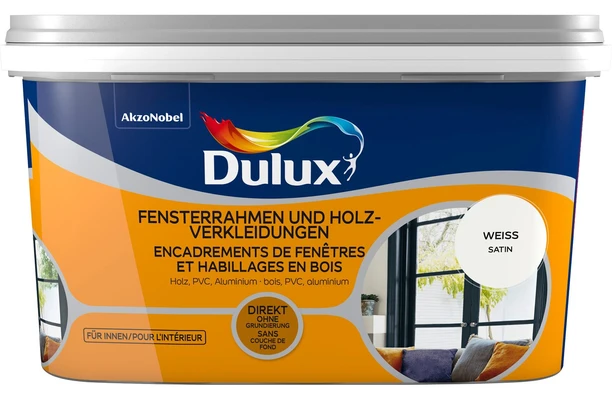 AkzoNobel
Dulux
FENSTERRAHMEN UND HOLZ-
VERKLEIDUNGEN
ENCADREMENTS DE FENÊTRES
ET HABILLAGES EN BOIS
Holz, PVC, Aluminium · bois, PVC, aluminium
WEISS
SATIN
DIREKT
OHNE
GRUNDIERUNG
SANS
COUCHE DE
FOND
FÜR INNEN/POUR L'INTÉRIEUR